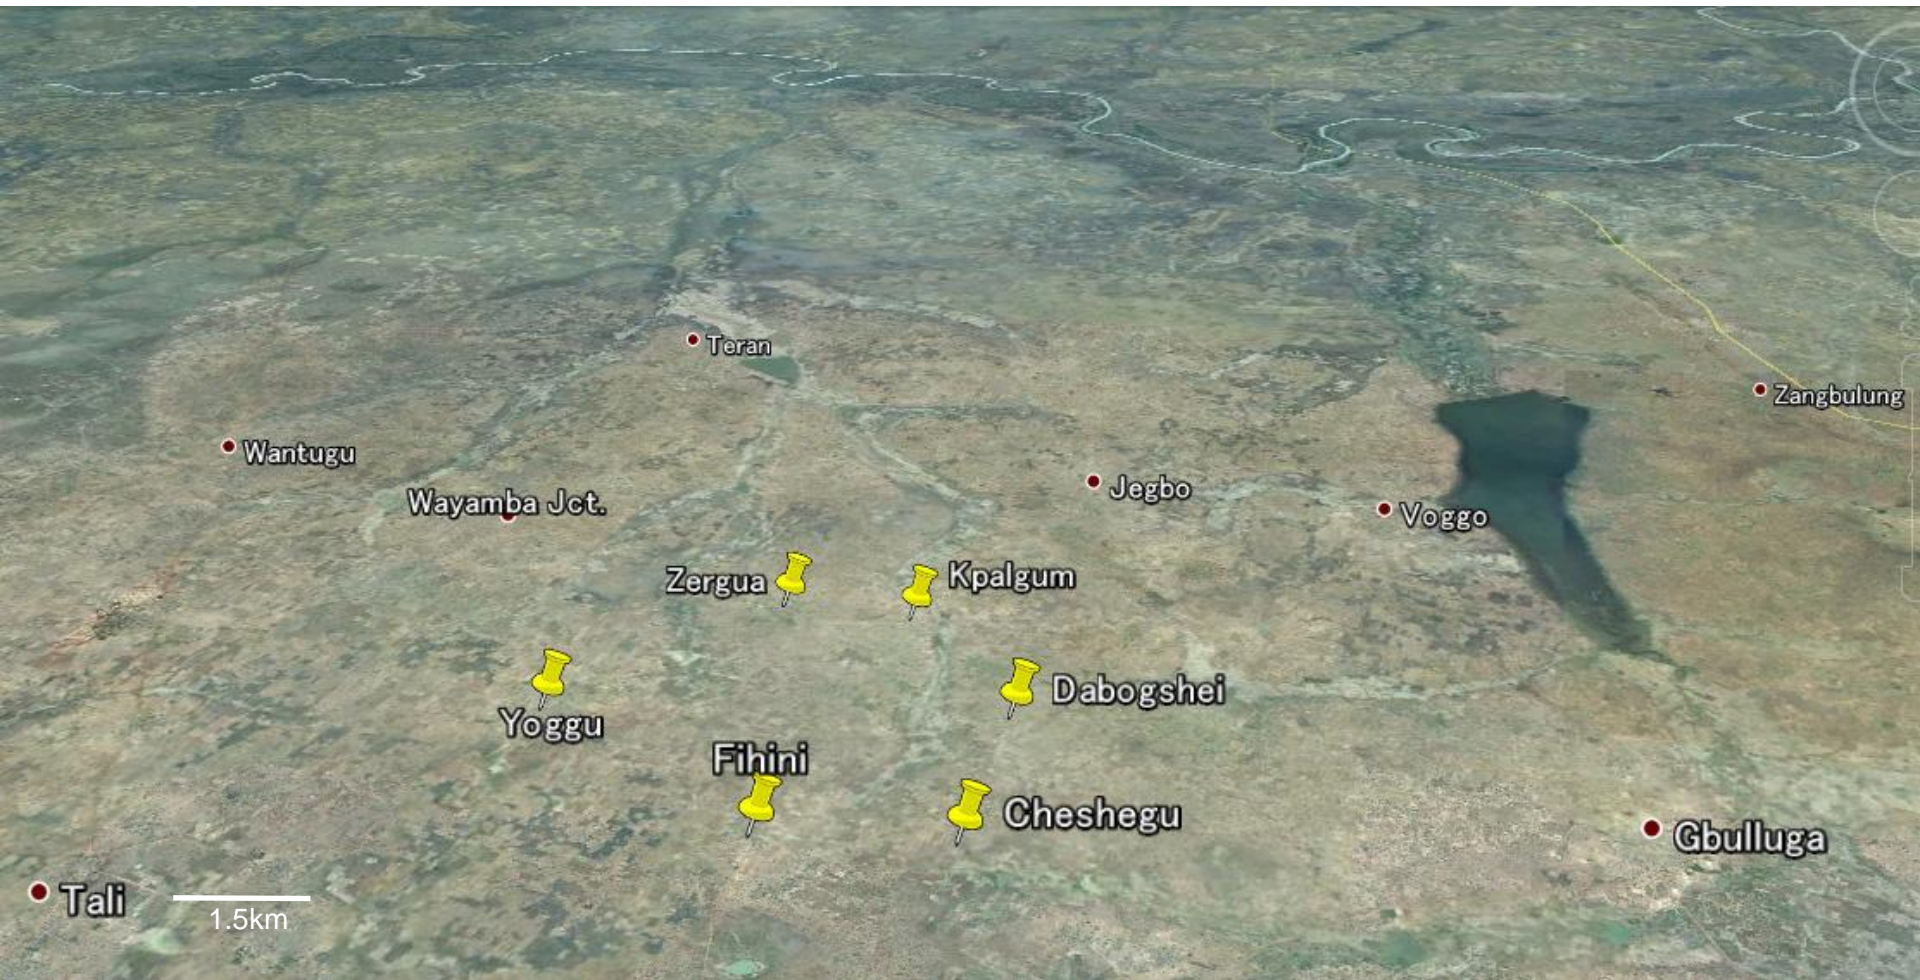 Teran
Zangbulung
Wantugu
Wayamba Jct.
Jegbo
Voggo
Zergua
Kpalgum
Yoggu
Dabogshei
Fihini
Cheshegu
Gbulluga
Tali
1.5km